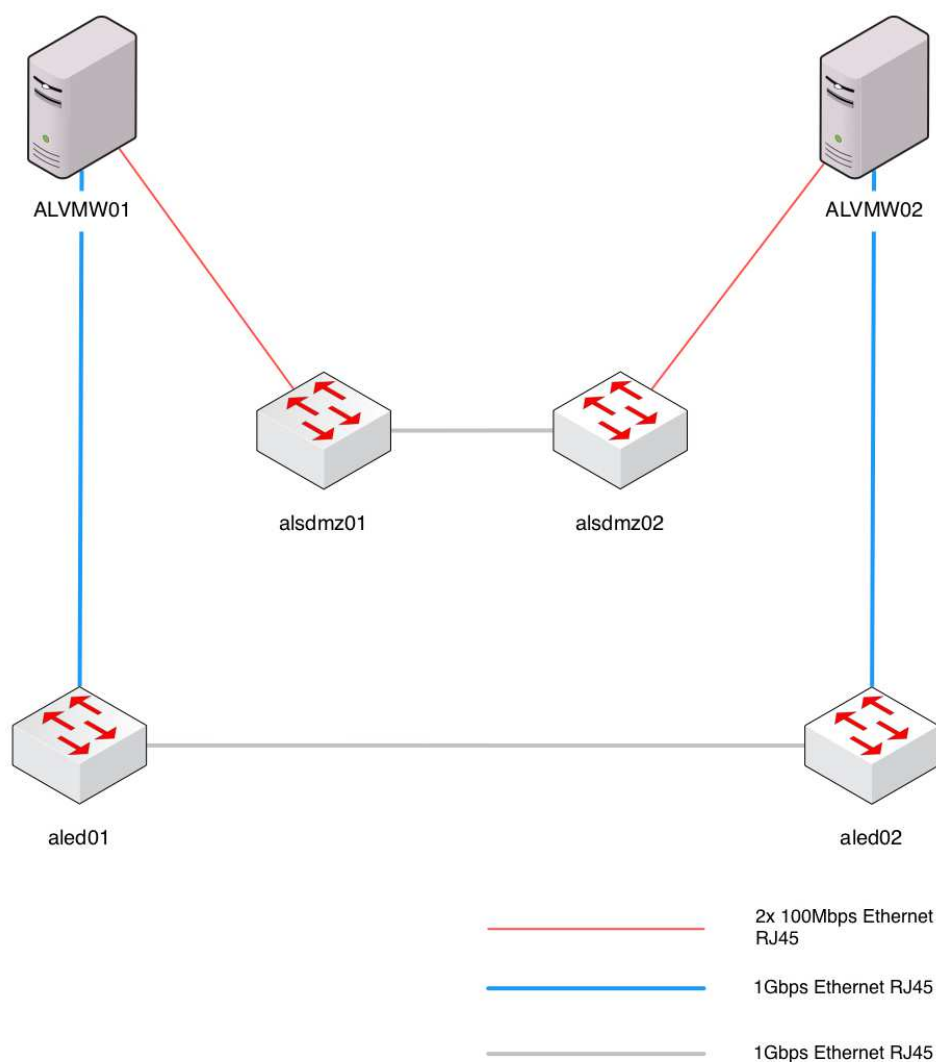 ALVMW01
ALVMW02
alsdmz01
alsdmz02
aled01
aled02
2x 100Mbps Ethernet
RJ45
1Gbps Ethernet RJ45
1Gbps Ethernet RJ45